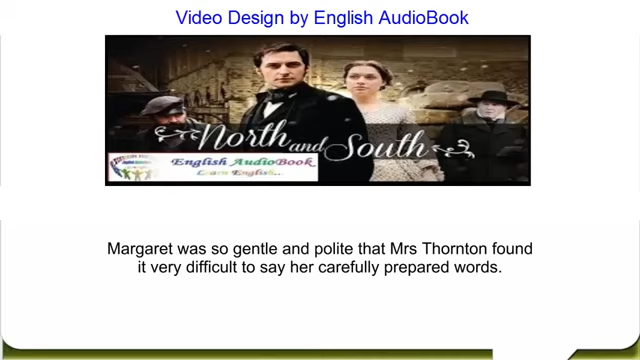 Video Design by English AudioBook
North and South
English AudioBook
Learn English...
Margaret was so gentle and polite that Mrs Thornton found
it very difficult to say her carefully prepared words.